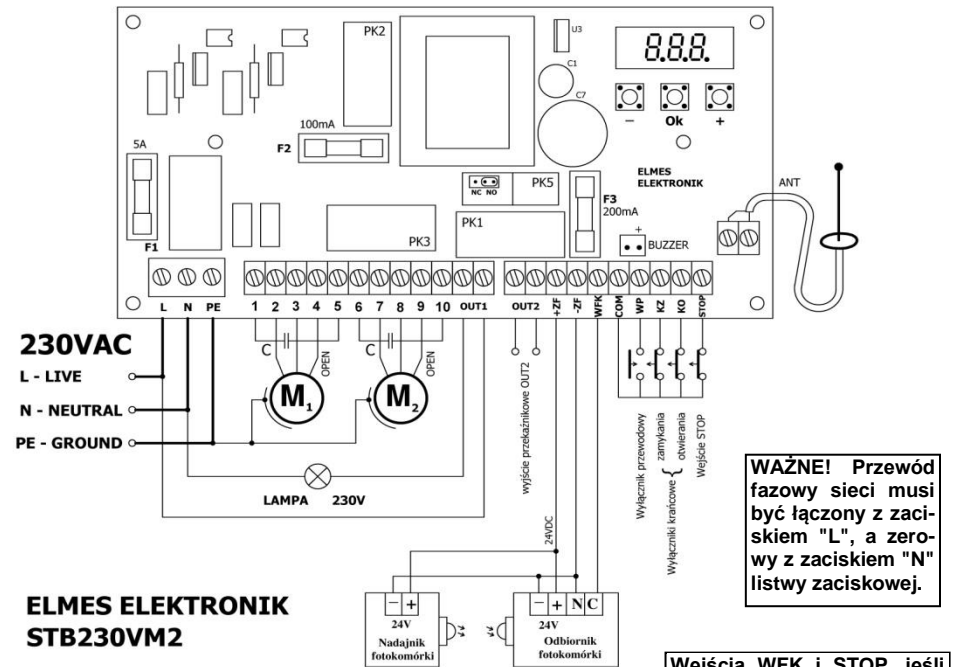 PK2
U3
C1
C7
8.8.8.
− Ok +
100mA
F2
5A
F1
ELMES
ELEKTRONIK
NC NO
PK5
F3
200mA
PK1
PK3
+
BUZZER
ANT
L N PE
1 2 3 4 5 6 7 8 9 10 OUT1 OUT2 +ZF -ZF WFK COM WP KZ KO STOP
230VAC
L - LIVE
N - NEUTRAL
PE - GROUND
C
OPEN
M1
C
OPEN
M2
LAMPA 230V
wyjście przekaźnikowe OUT2
24VDC
Wyłącznik przewodowy
Wyłączniki krańcowe {
zamykania
otwierania
Wejście STOP
WAŻNE! Przewód
fazowy sieci musi
być łączony z zaci-
skiem "L", a zero-
wy z zaciskiem "N"
listwy zaciskowej.
ELMES ELEKTRONIK
STB230VM2
− +
24V
Nadajnik
fotokomórki
− + N C
24V
Odbiornik
fotokomórki
Wejścia WFK i STOP, jeśli